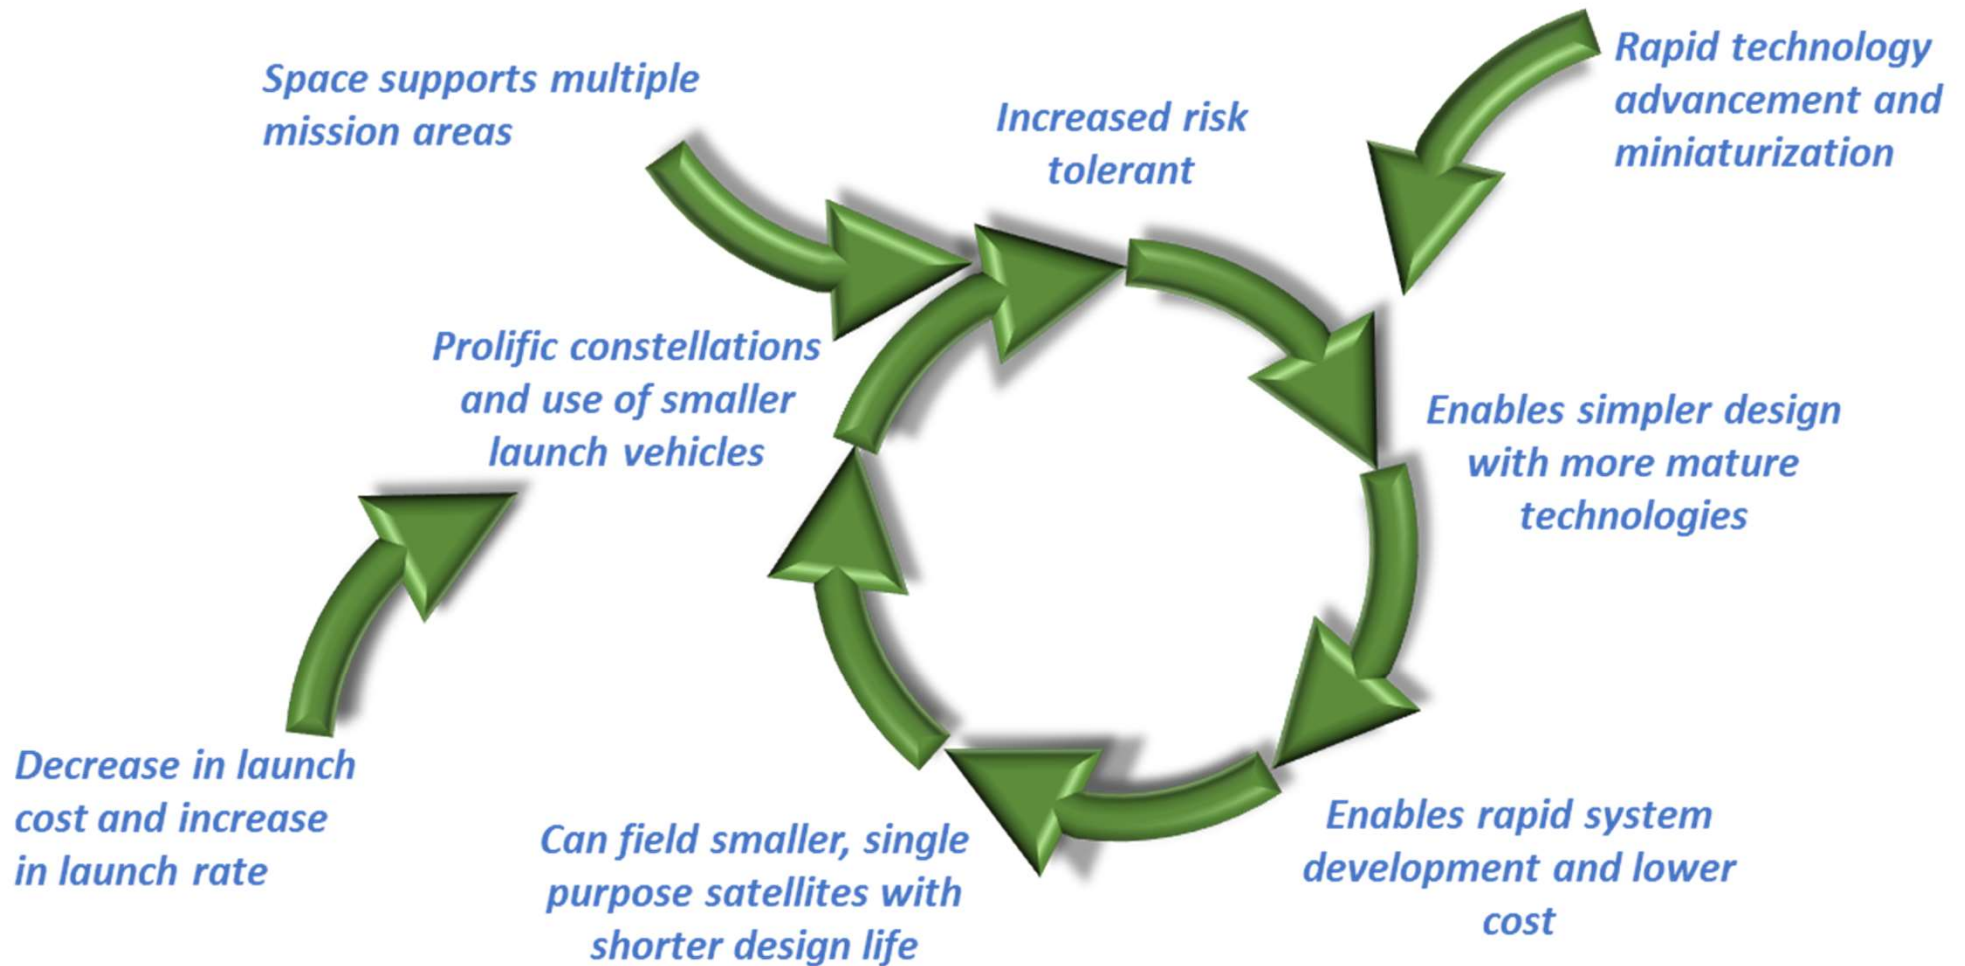 Space supports multiple
mission areas
Increased risk
tolerant
Rapid technology
advancement and
miniaturization
Prolific constellations
and use of smaller
launch vehicles
Enables simpler design
with more mature
technologies
Decrease in launch
cost and increase
in launch rate
Can field smaller, single
purpose satellites with
shorter design life
Enables rapid system
development and lower
cost